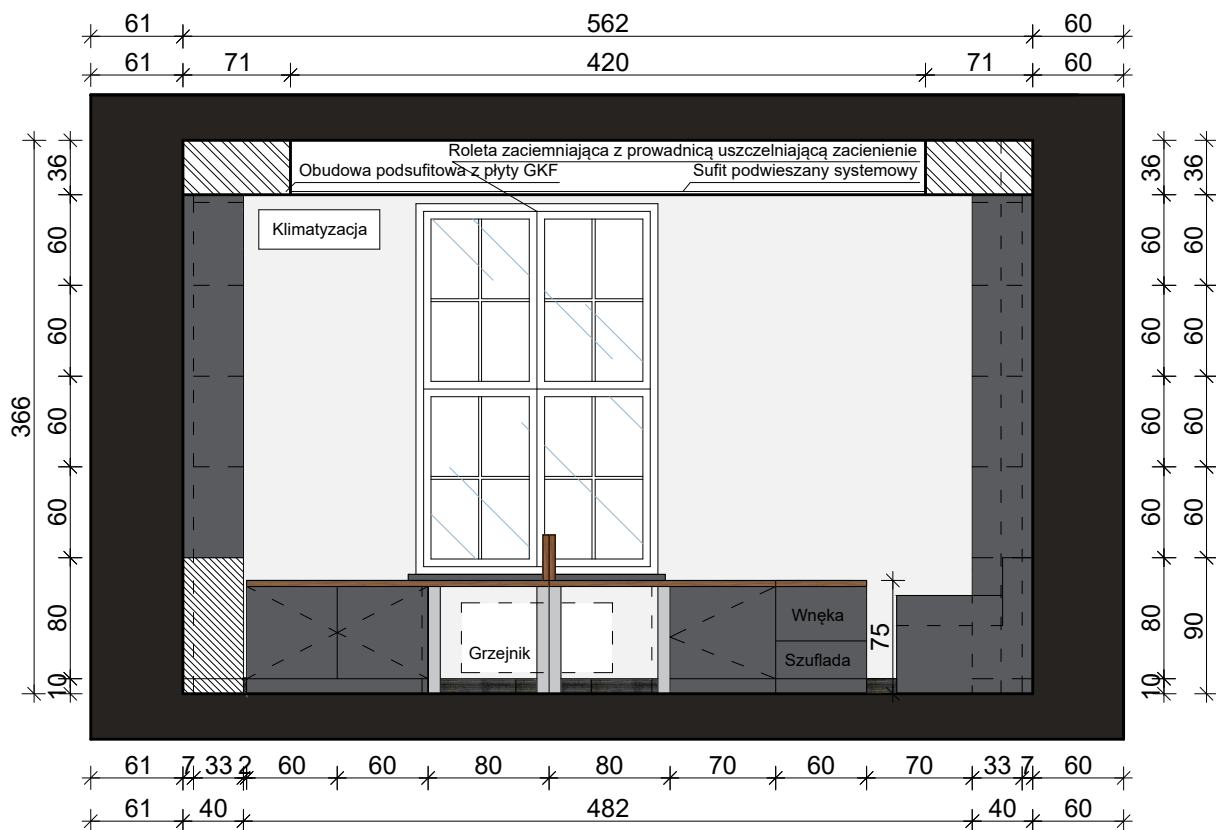 61 562 60
61 71 420 71 60
Roleta zaciemniająca z prowadnicą uszczelniającą zacienienie
Obudowa podsufitowa z płyty GKF Sufit podwieszany systemowy
Klimatyzacja
366
36
60
60
60
60
80
10
36
60
60
60
60
80
10
36
60
60
60
60
90
Wnęka
Grzejnik
Szuflada
75
61 7 33 2 60 60 80 80 70 60 70 33 7 60
61 40 482 40 60